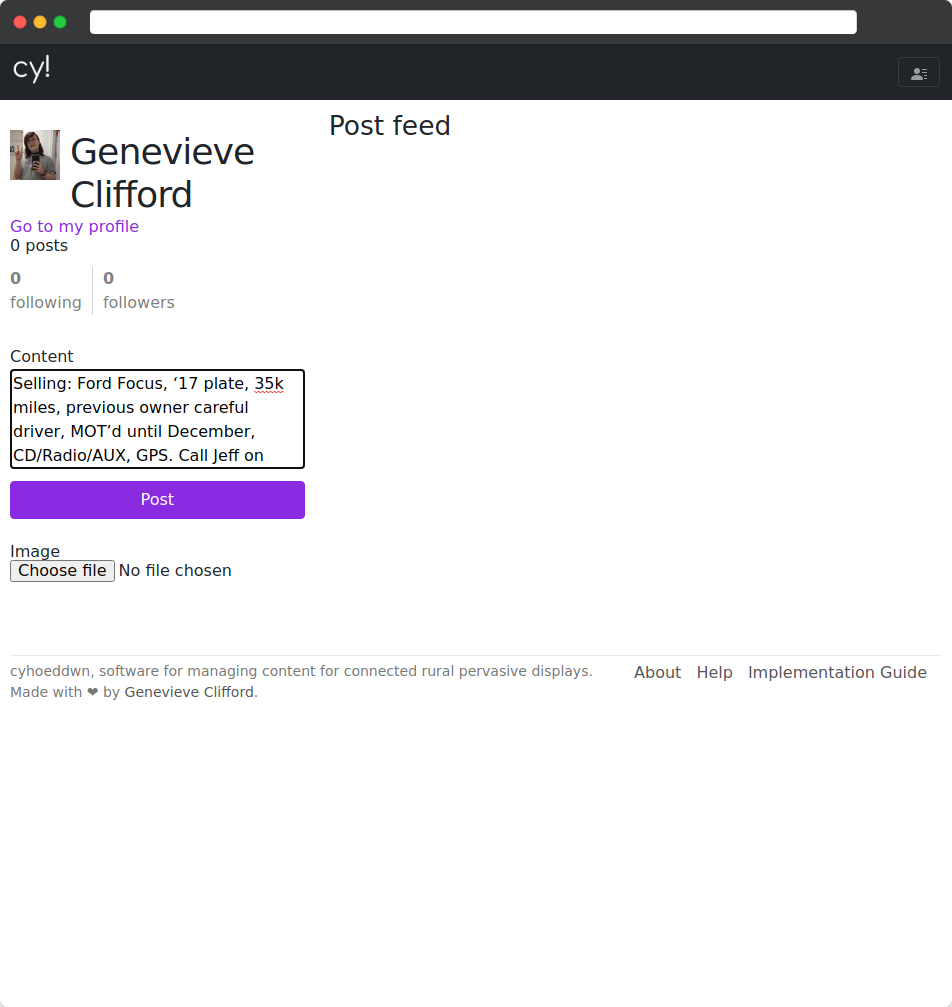 cy!
Genevieve
Clifford
Post feed
Go to my profile
0 posts
0
following
0
followers
Content
Selling: Ford Focus, ‘17 plate, 35k
miles, previous owner careful
driver, MOT’d until December,
CD/Radio/AUX, GPS. Call Jeff on
Post
Image
Choose file No file chosen
cyhoeddwn, software for managing content for connected rural pervasive displays.
Made with ❤ by Genevieve Clifford.
About Help Implementation Guide